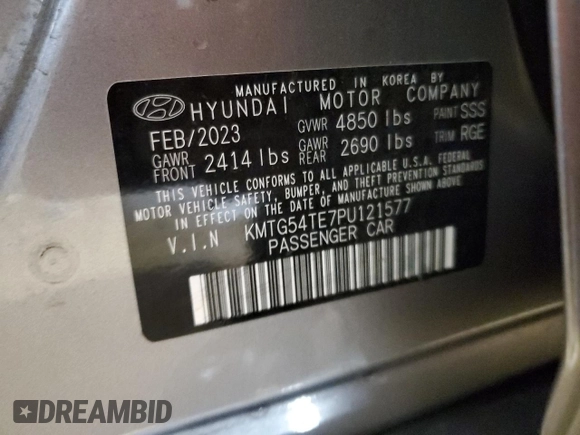 MANUFACTURED IN KOREA BY
HYUNDAI MOTOR COMPANY
FEB/2023 GVWR 4850 lbs PAINT SSS
GAWR FRONT 2414 lbs GAWR REAR 2690 lbs TRIM RGE
THIS VEHICLE CONFORMS TO ALL APPLICABLE U.S.A. FEDERAL
MOTOR VEHICLE SAFETY, BUMPER, AND THEFT PREVENTION STANDARDS
IN EFFECT ON THE DATE OF MANUFACTURE SHOWN ABOVE.
V.I.N KMTG54TE7PU121577
PASSENGER CAR
DREAMBID